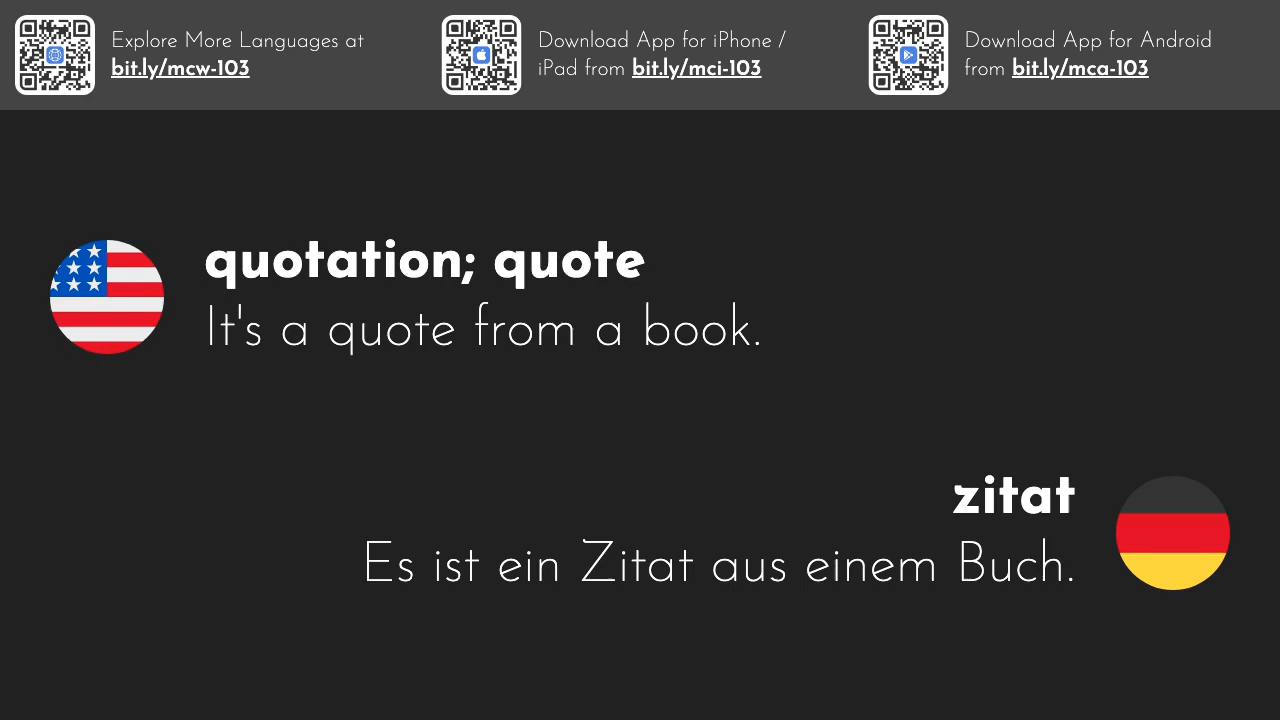 Explore More Languages at
bit.ly/mcw-103
Download App for iPhone /
iPad from bit.ly/mci-103
Download App for Android
from bit.ly/mca-103
quotation; quote
It's a quote from a book.
zitat
Es ist ein Zitat aus einem Buch.